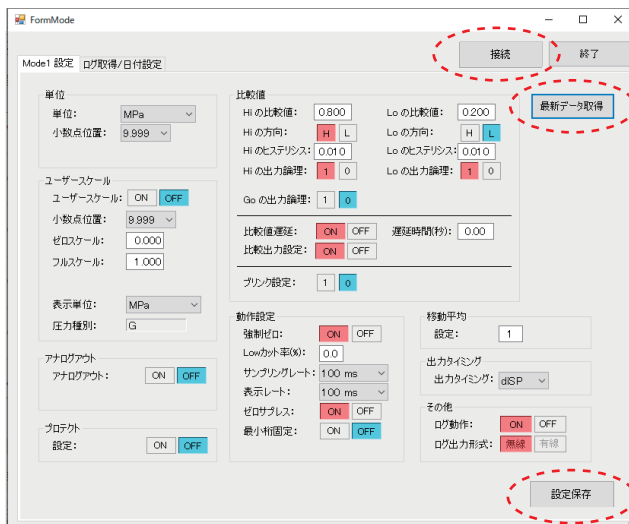 FormMode
接続
終了
Mode1 設定
ログ取得/日付設定
最新データ取得
単位
単位: MPa
小数点位置: 9.999
ユーザースケール
ユーザースケール: ON OFF
小数点位置: 9.999
ゼロスケール: 0.000
フルスケール: 1.000
表示単位: MPa
圧力種別: G
アナログアウト
アナログアウト: ON OFF
プロテクト
設定: ON OFF
比較値
Hi の比較値: 0.800 Lo の比較値: 0.200
Hi の方向: H L Lo の方向: H L
Hi のヒステリシス: 0.010 Lo のヒステリシス: 0.010
Hi の出力論理: 1 0 Lo の出力論理: 1 0
Go の出力論理: 1 0
比較値遅延: ON OFF 遅延時間(秒): 0.00
比較出力設定: ON OFF
ブリンク設定: 1 0
動作設定
強制ゼロ: ON OFF
Lowカット率(%): 0.0
サンプリングレート: 100 ms
表示レート: 100 ms
ゼロサプレス: ON OFF
最小桁固定: ON OFF
移動平均
設定: 1
出力タイミング
出力タイミング: diSP
その他
ログ動作: ON OFF
ログ出力形式: 無線 有線
設定保存